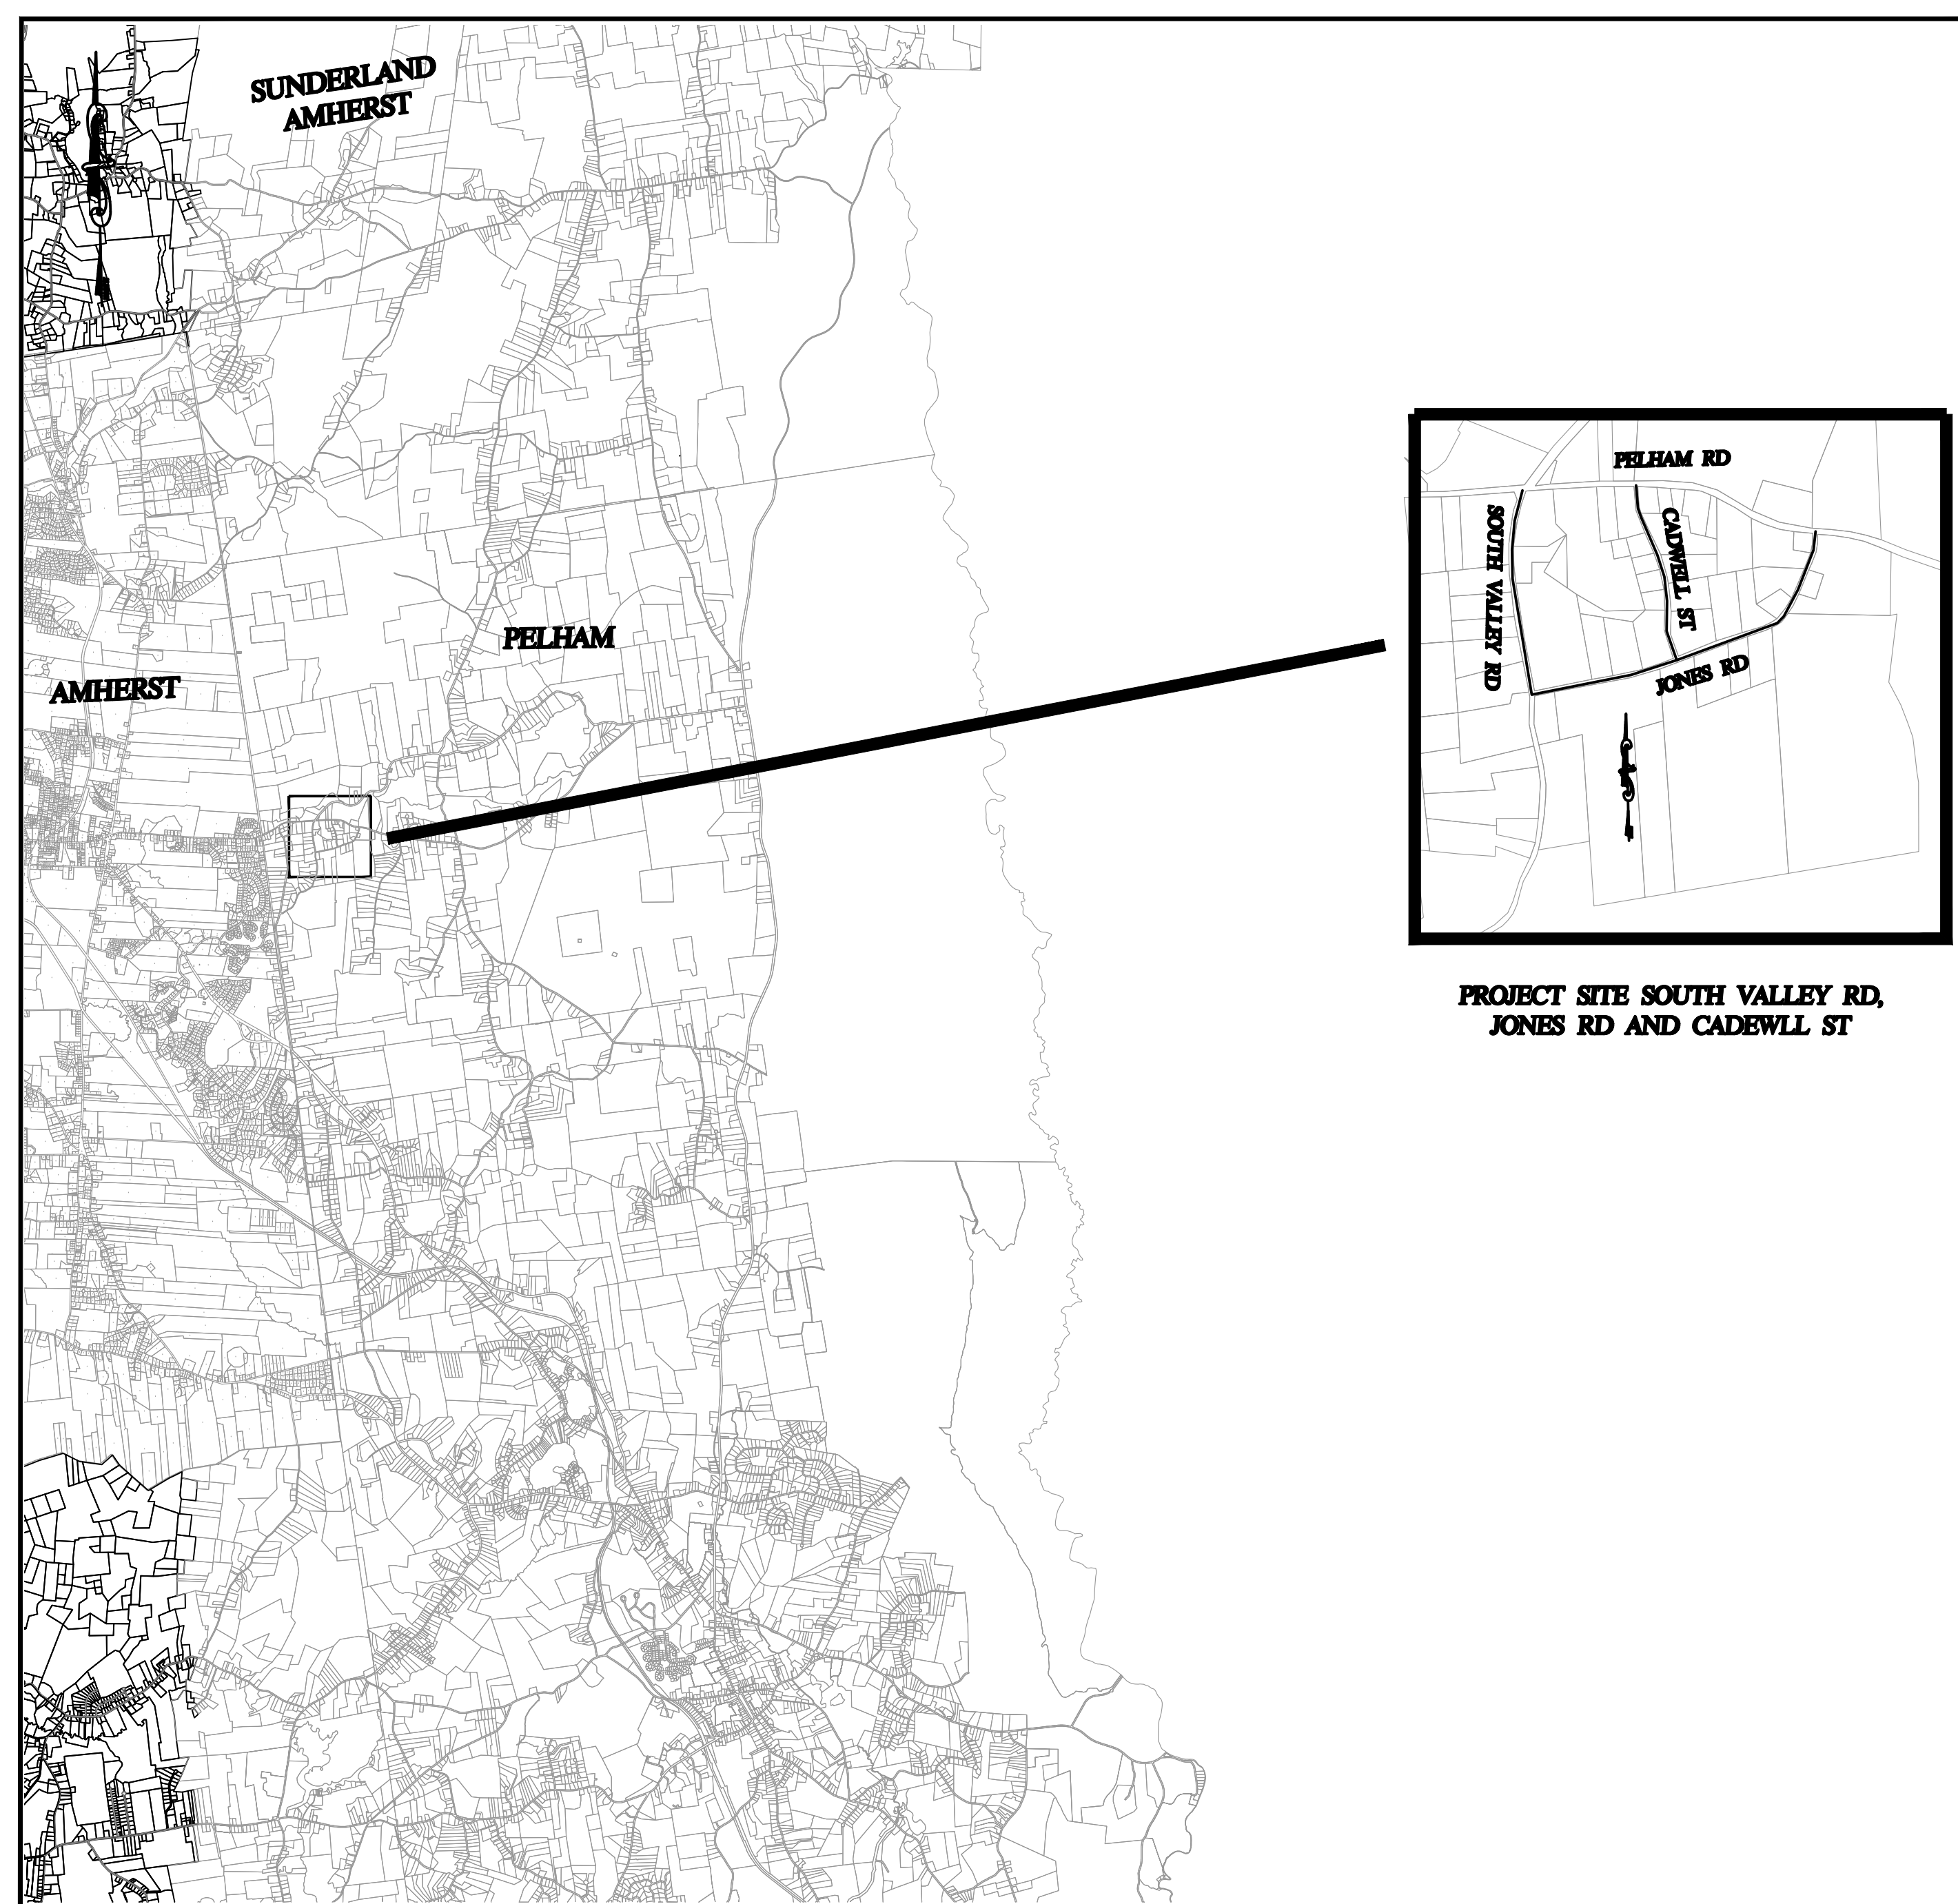 SUNDERLAND
AMHERST
PELHAM
AMHERST
PELHAM RD
SOUTH VALLEY RD
CADWELL ST
JONES RD
PROJECT SITE SOUTH VALLEY RD,
JONES RD AND CADEWLL ST